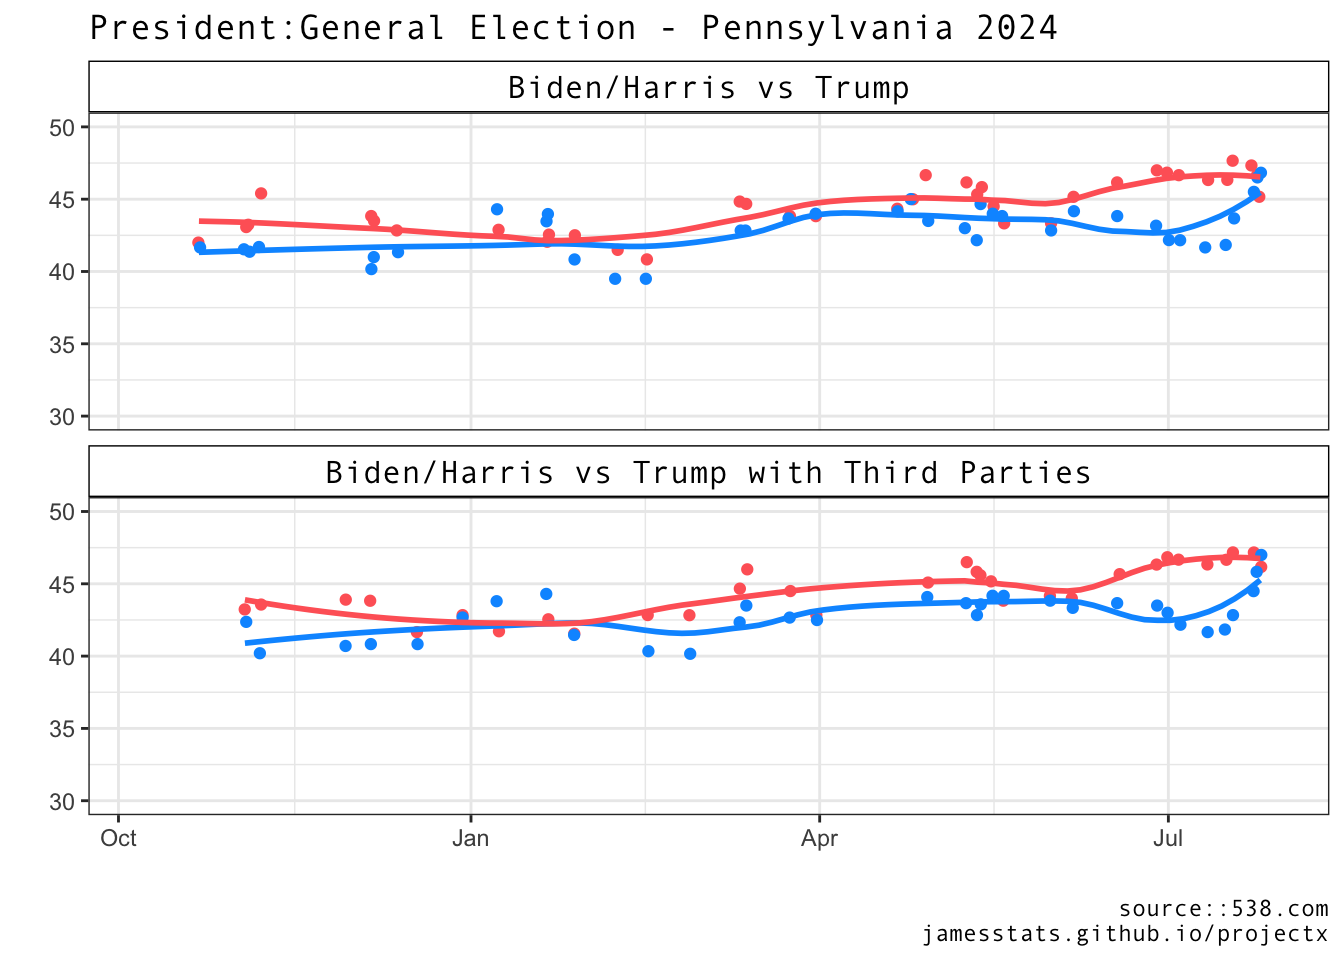 President:General Election - Pennsylvania 2024
Biden/Harris vs Trump
50
45
40
35
30
Biden/Harris vs Trump with Third Parties
50
45
40
35
30
Oct Jan Apr Jul
source::538.com
jamesstats.github.io/projectx